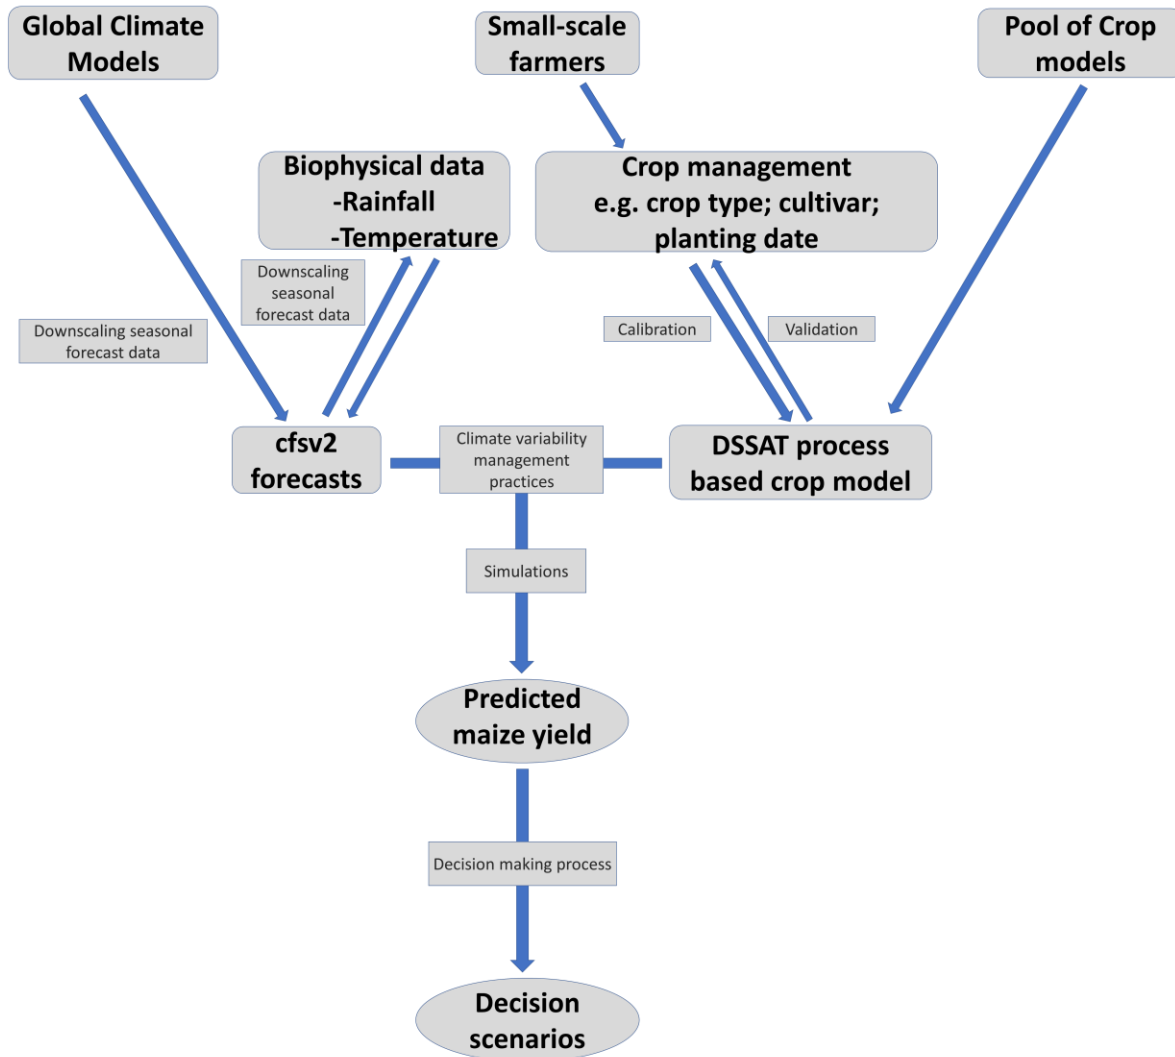 Global Climate
Models
Small-scale
farmers
Pool of Crop
models
Biophysical data
-Rainfall
-Temperature
Crop management
e.g. crop type; cultivar;
planting date
Downscaling
seasonal
forecast data
Downscaling seasonal
forecast data
Calibration
Validation
cfsv2
forecasts
Climate variability
management
practices
DSSAT process
based crop model
Simulations
Predicted
maize yield
Decision making process
Decision
scenarios